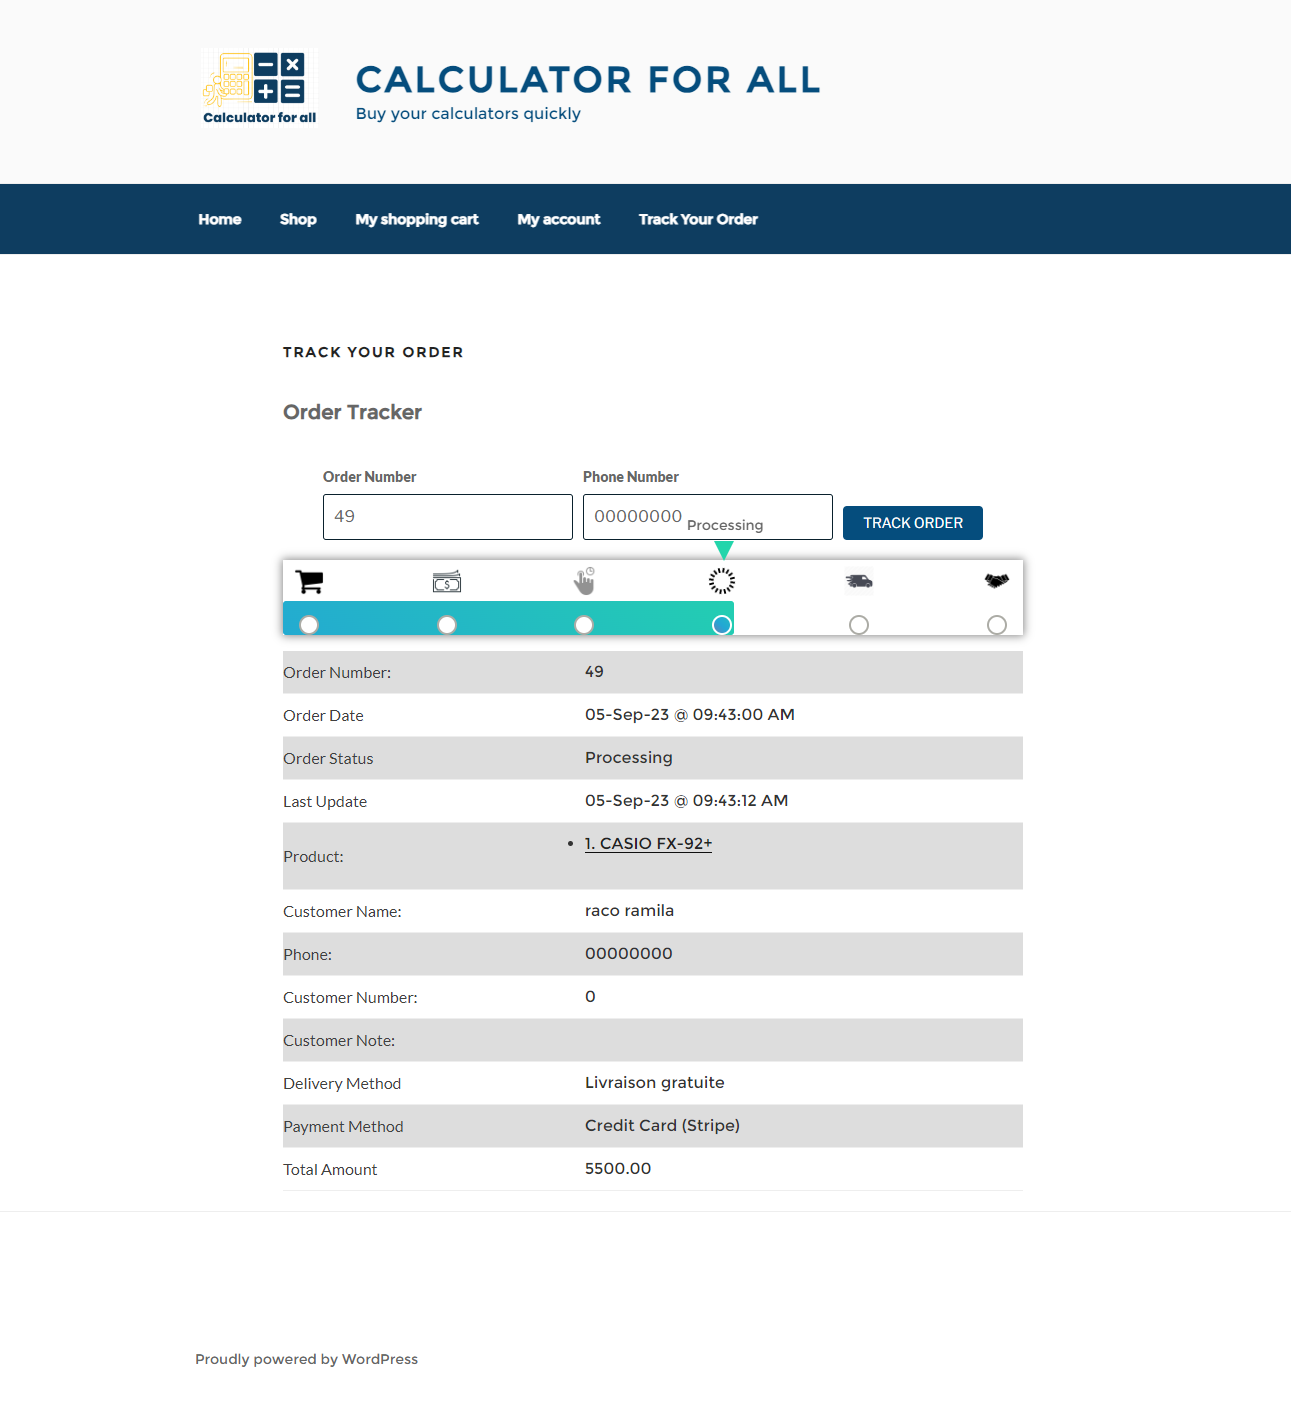 Calculator for all
CALCULATOR FOR ALL
Buy your calculators quickly
Home Shop My shopping cart My account Track Your Order
TRACK YOUR ORDER
Order Tracker
Order Number Phone Number
49 00000000 TRACK ORDER
Processing
Order Number: 49
Order Date 05-Sep-23 @ 09:43:00 AM
Order Status Processing
Last Update 05-Sep-23 @ 09:43:12 AM
Product: • 1. CASIO FX-92+
Customer Name: raco ramila
Phone: 00000000
Customer Number: 0
Customer Note:
Delivery Method Livraison gratuite
Payment Method Credit Card (Stripe)
Total Amount 5500.00
Proudly powered by WordPress